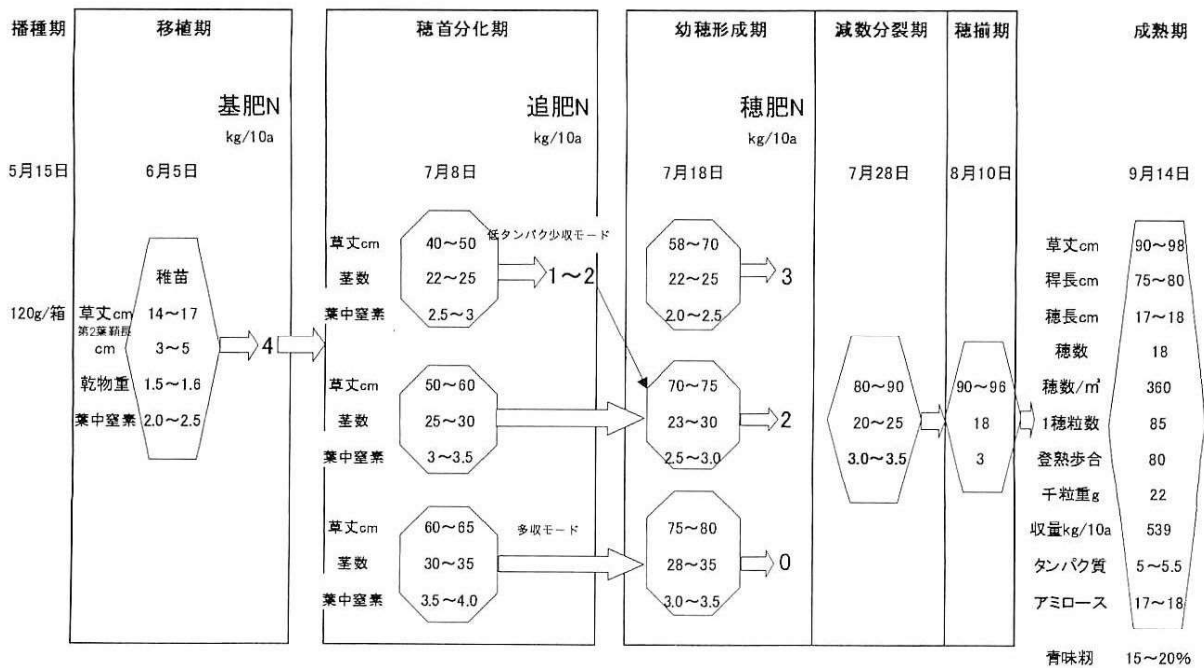 播種期
移植期
穂首分化期
幼穂形成期
減数分裂期
穂揃期
成熟期
基肥N
kg/10a
追肥N
kg/10a
穂肥N
kg/10a
5月15日
6月5日
7月8日
7月18日
7月28日
8月10日
9月14日
120g/箱
稚苗
草丈cm 14～17
第2葉鞘長
cm 3～5
乾物重 1.5～1.6
葉中窒素 2.0～2.5
4
草丈cm 40～50
茎数 22～25
葉中窒素 2.5～3
低タンパク少収モード
1～2
草丈cm 50～60
茎数 25～30
葉中窒素 3～3.5
草丈cm 60～65
茎数 30～35
葉中窒素 3.5～4.0
多収モード
58～70
22～25
2.0～2.5
3
70～75
23～30
2.5～3.0
2
75～80
28～35
3.0～3.5
0
80～90
20～25
3.0～3.5
90～96
18
3
草丈cm 90～98
稈長cm 75～80
穂長cm 17～18
穂数 18
穂数/㎡ 360
1穂粒数 85
登熟歩合 80
千粒重g 22
収量kg/10a 539
タンパク質 5～5.5
アミロース 17～18
青味籾 15～20%